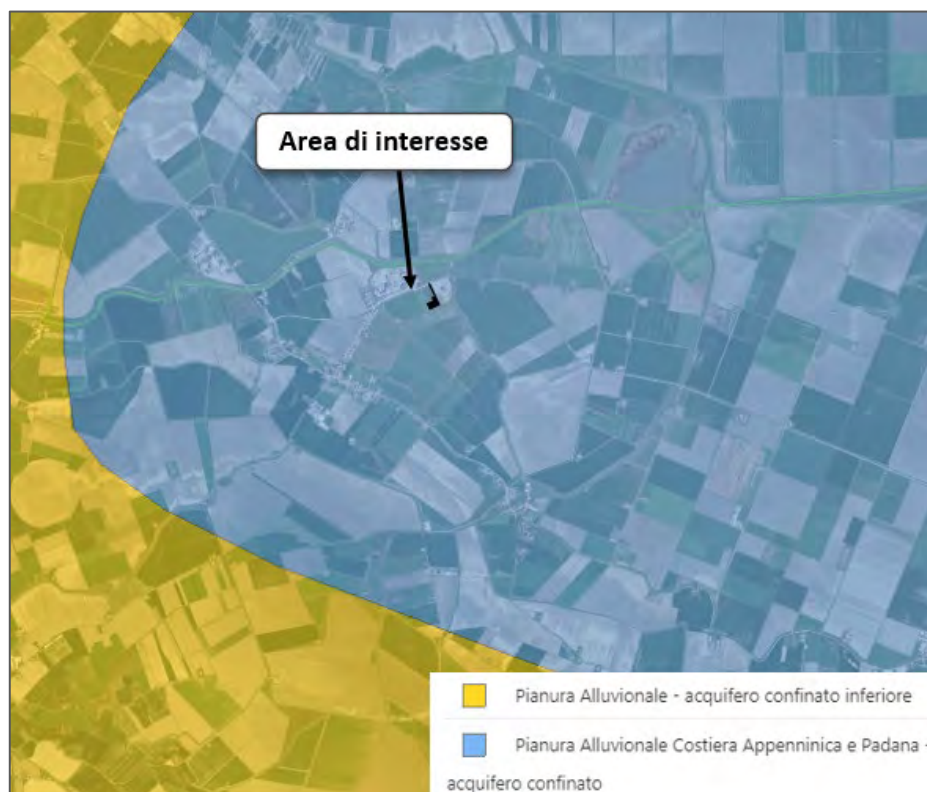 Area di interesse
Pianura Alluvionale - acquifero confinato inferiore
Pianura Alluvionale Costiera Appenninica e Padana -
acquifero confinato